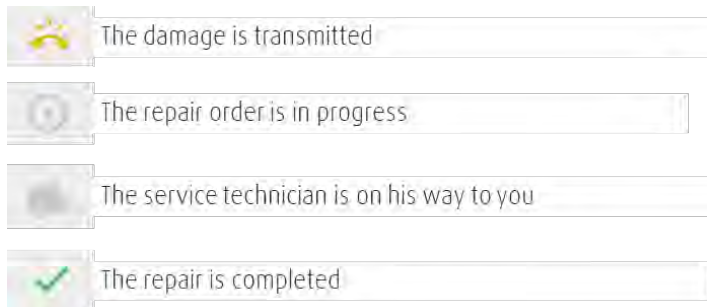 The damage is transmitted
The repair order is in progress
The service technician is on his way to you
The repair is completed